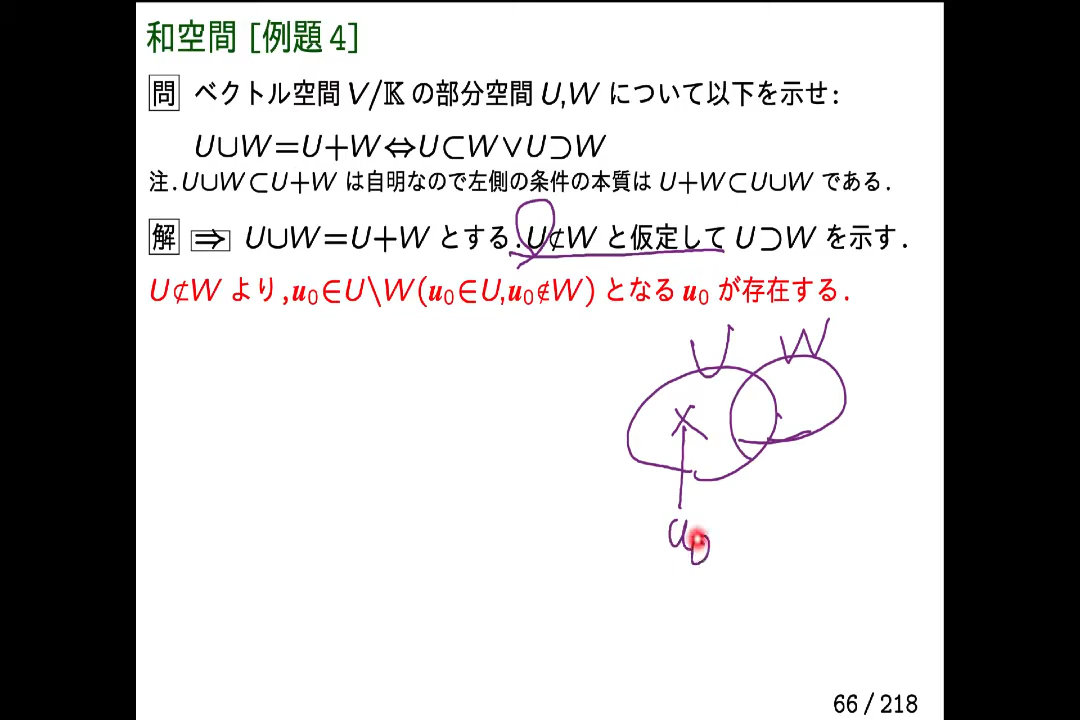 和空間 [例題 4]
問 ベクトル空間 V/𝕂 の部分空間 U,W について以下を示せ:
U∪W=U+W⇔U⊂W∨U⊃W
注.U∪W⊂U+W は自明なので左側の条件の本質は U+W⊂U∪W である.
解 ⇒ U∪W=U+W とする.U⊄W と仮定して U⊃W を示す.
U⊄W より,u₀∈U\W(u₀∈U,u₀∉W) となる u₀ が存在する.
U W
u₀
66 / 218